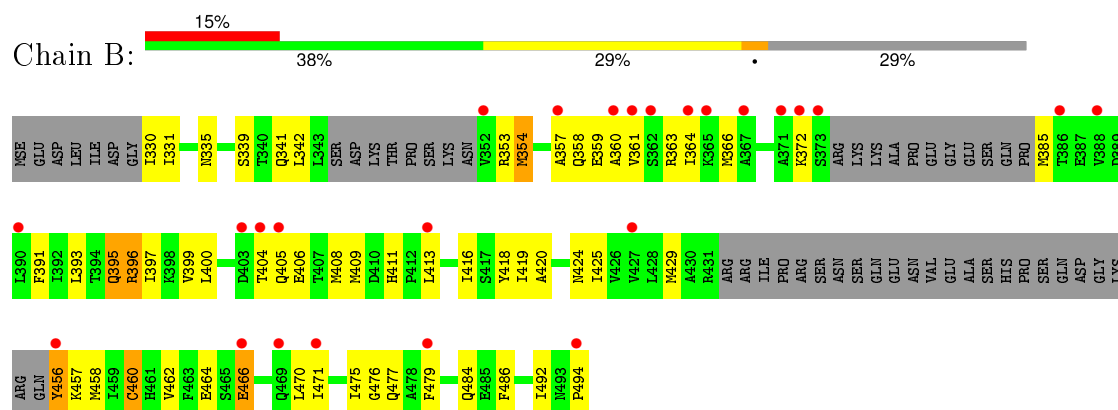 15%
Chain B:
38% 29% • 29%
MSE GLU ASP LEU ILE ASP GLY I330 I331 N335 S339 T340 Q341 L342 L343 SER ASP LYS THR PRO SER LYS ASN V352 R353 M354 A357 Q358 E359 A360 V361 S362 R363 I364 K365 M366 A367 A371 K372 S373 ARG LYS LYS ALA PRO GLU GLY GLU SER GLN PRO M385 T386 E387 V388 D389
L390 F391 I392 L393 T394 Q395 R396 I397 K398 V399 L400 D403 T404 Q405 E406 T407 M408 M409 D410 H411 P412 L413 I416 S417 Y418 I419 A420 N424 I425 V426 V427 L428 M429 A430 R431 ARG ARG ILE PRO ARG SER SER ASN SER GLN GLU ASN VAL GLU ALA SER HIS PRO SER GLN ASP GLY LYS
ARG GLN Y456 K457 M458 I459 C460 H461 V462 F463 E464 S465 E466 Q469 L470 I471 I475 G476 Q477 A478 F479 Q484 E485 F486 I492 N493 P494